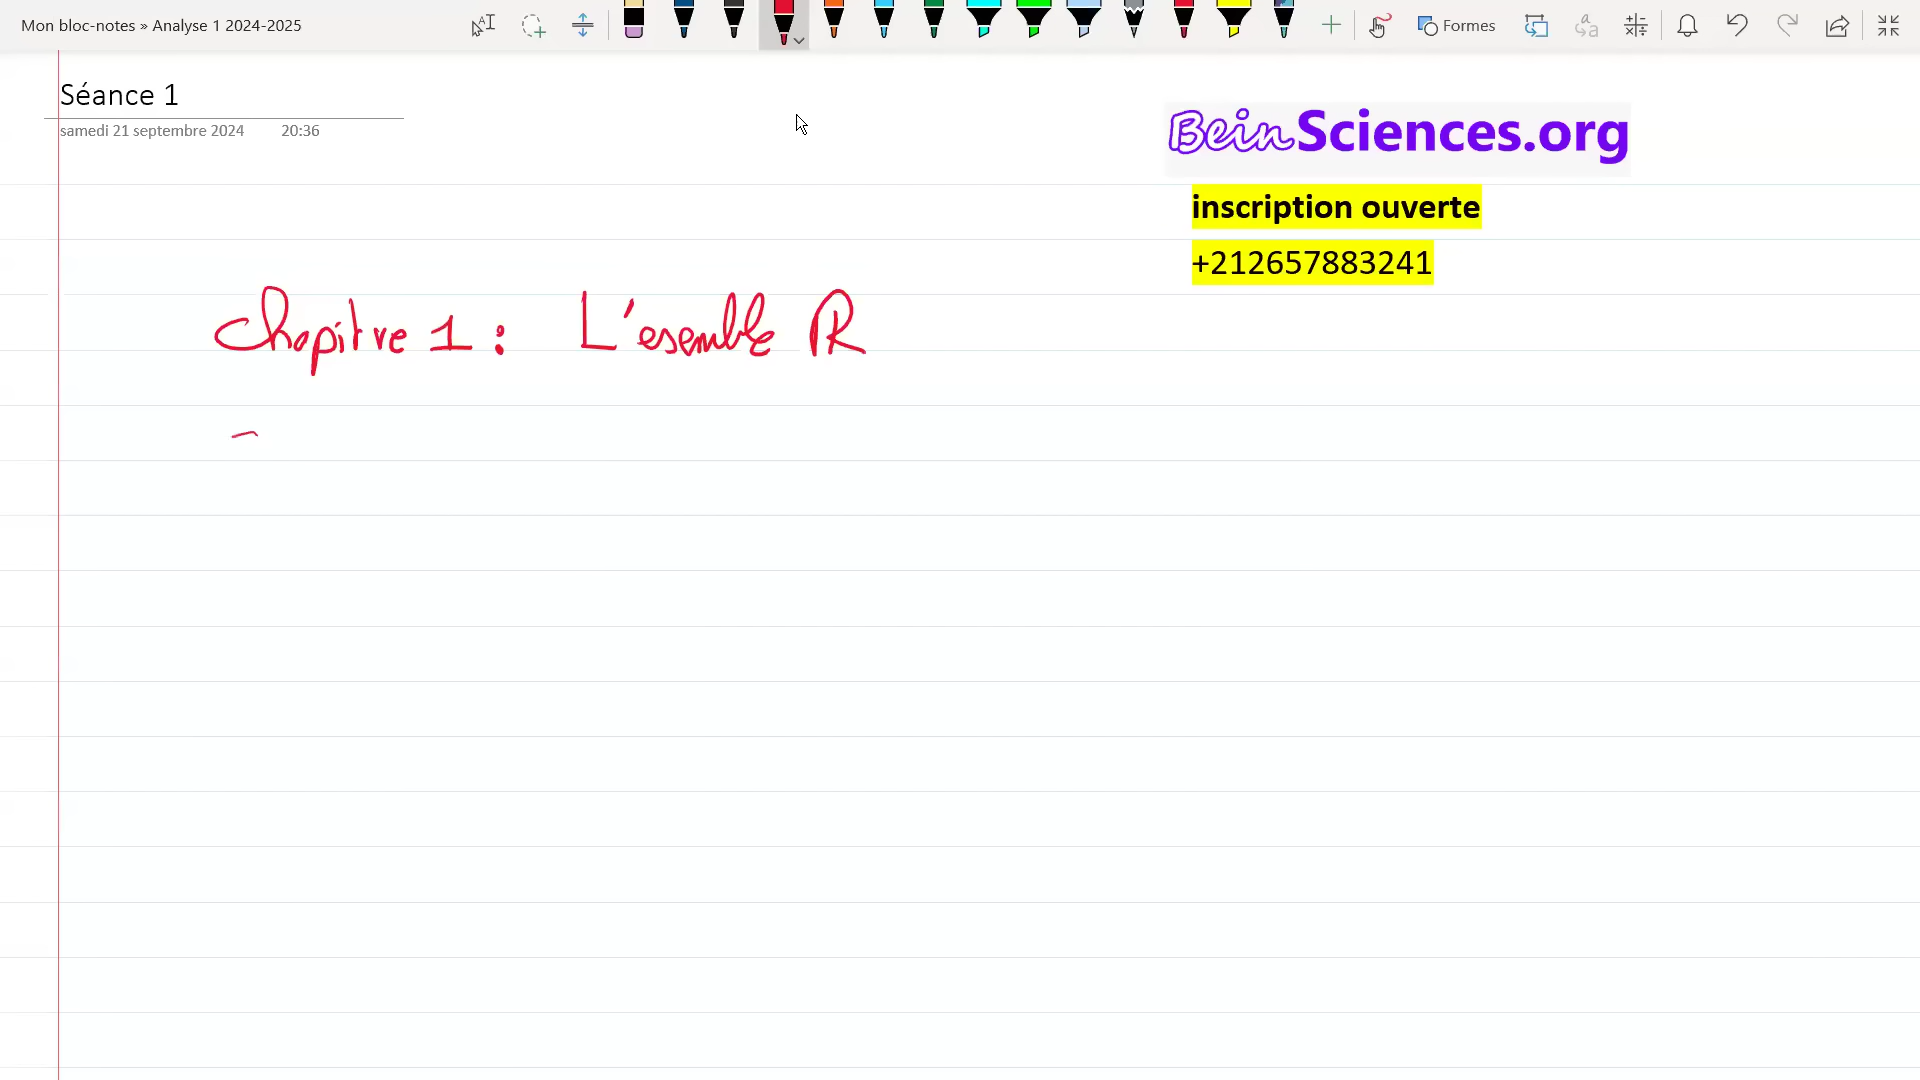 Mon bloc-notes » Analyse 1 2024-2025
Formes
Séance 1
samedi 21 septembre 2024 20:36
BeinSciences.org
inscription ouverte
+212657883241
Chapitre 1 : L'esemble ℝ